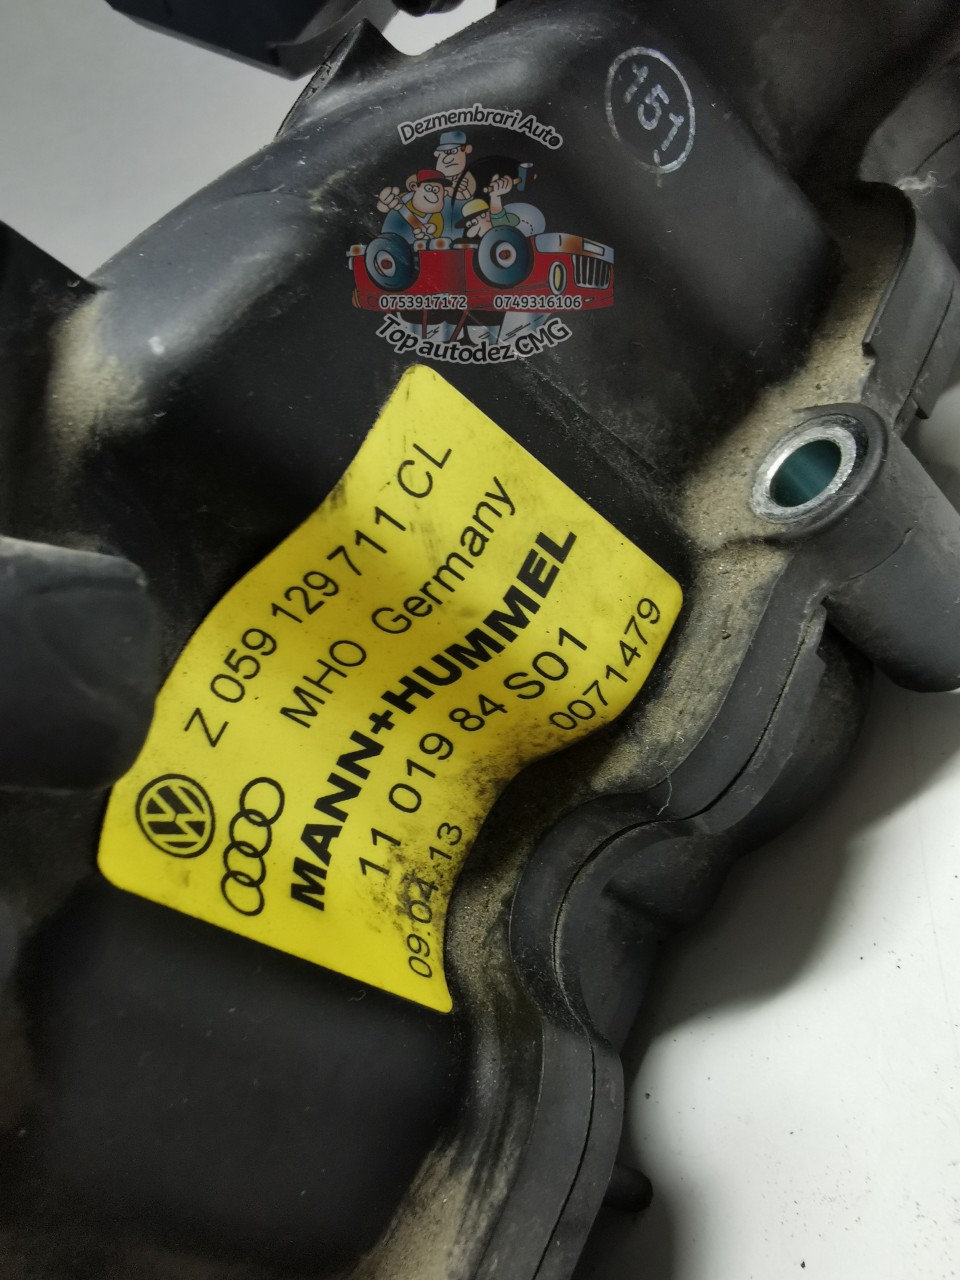 151
Dezmembrari Auto
0753917172 0749316106
Top autodez CMG
Z 059 129 711 CL
MHO Germany
MANN+HUMMEL
11 019 84 S01
09.04.13 0071479